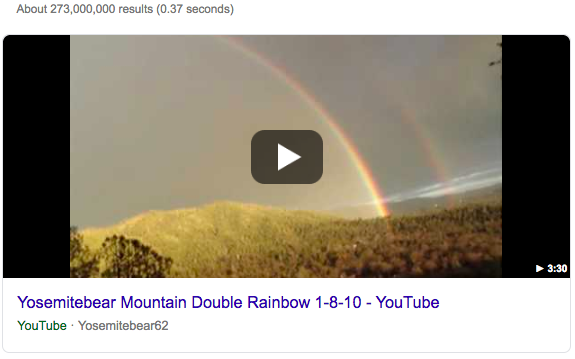 About 273,000,000 results (0.37 seconds)
3:30
Yosemitebear Mountain Double Rainbow 1-8-10 - YouTube
YouTube · Yosemitebear62